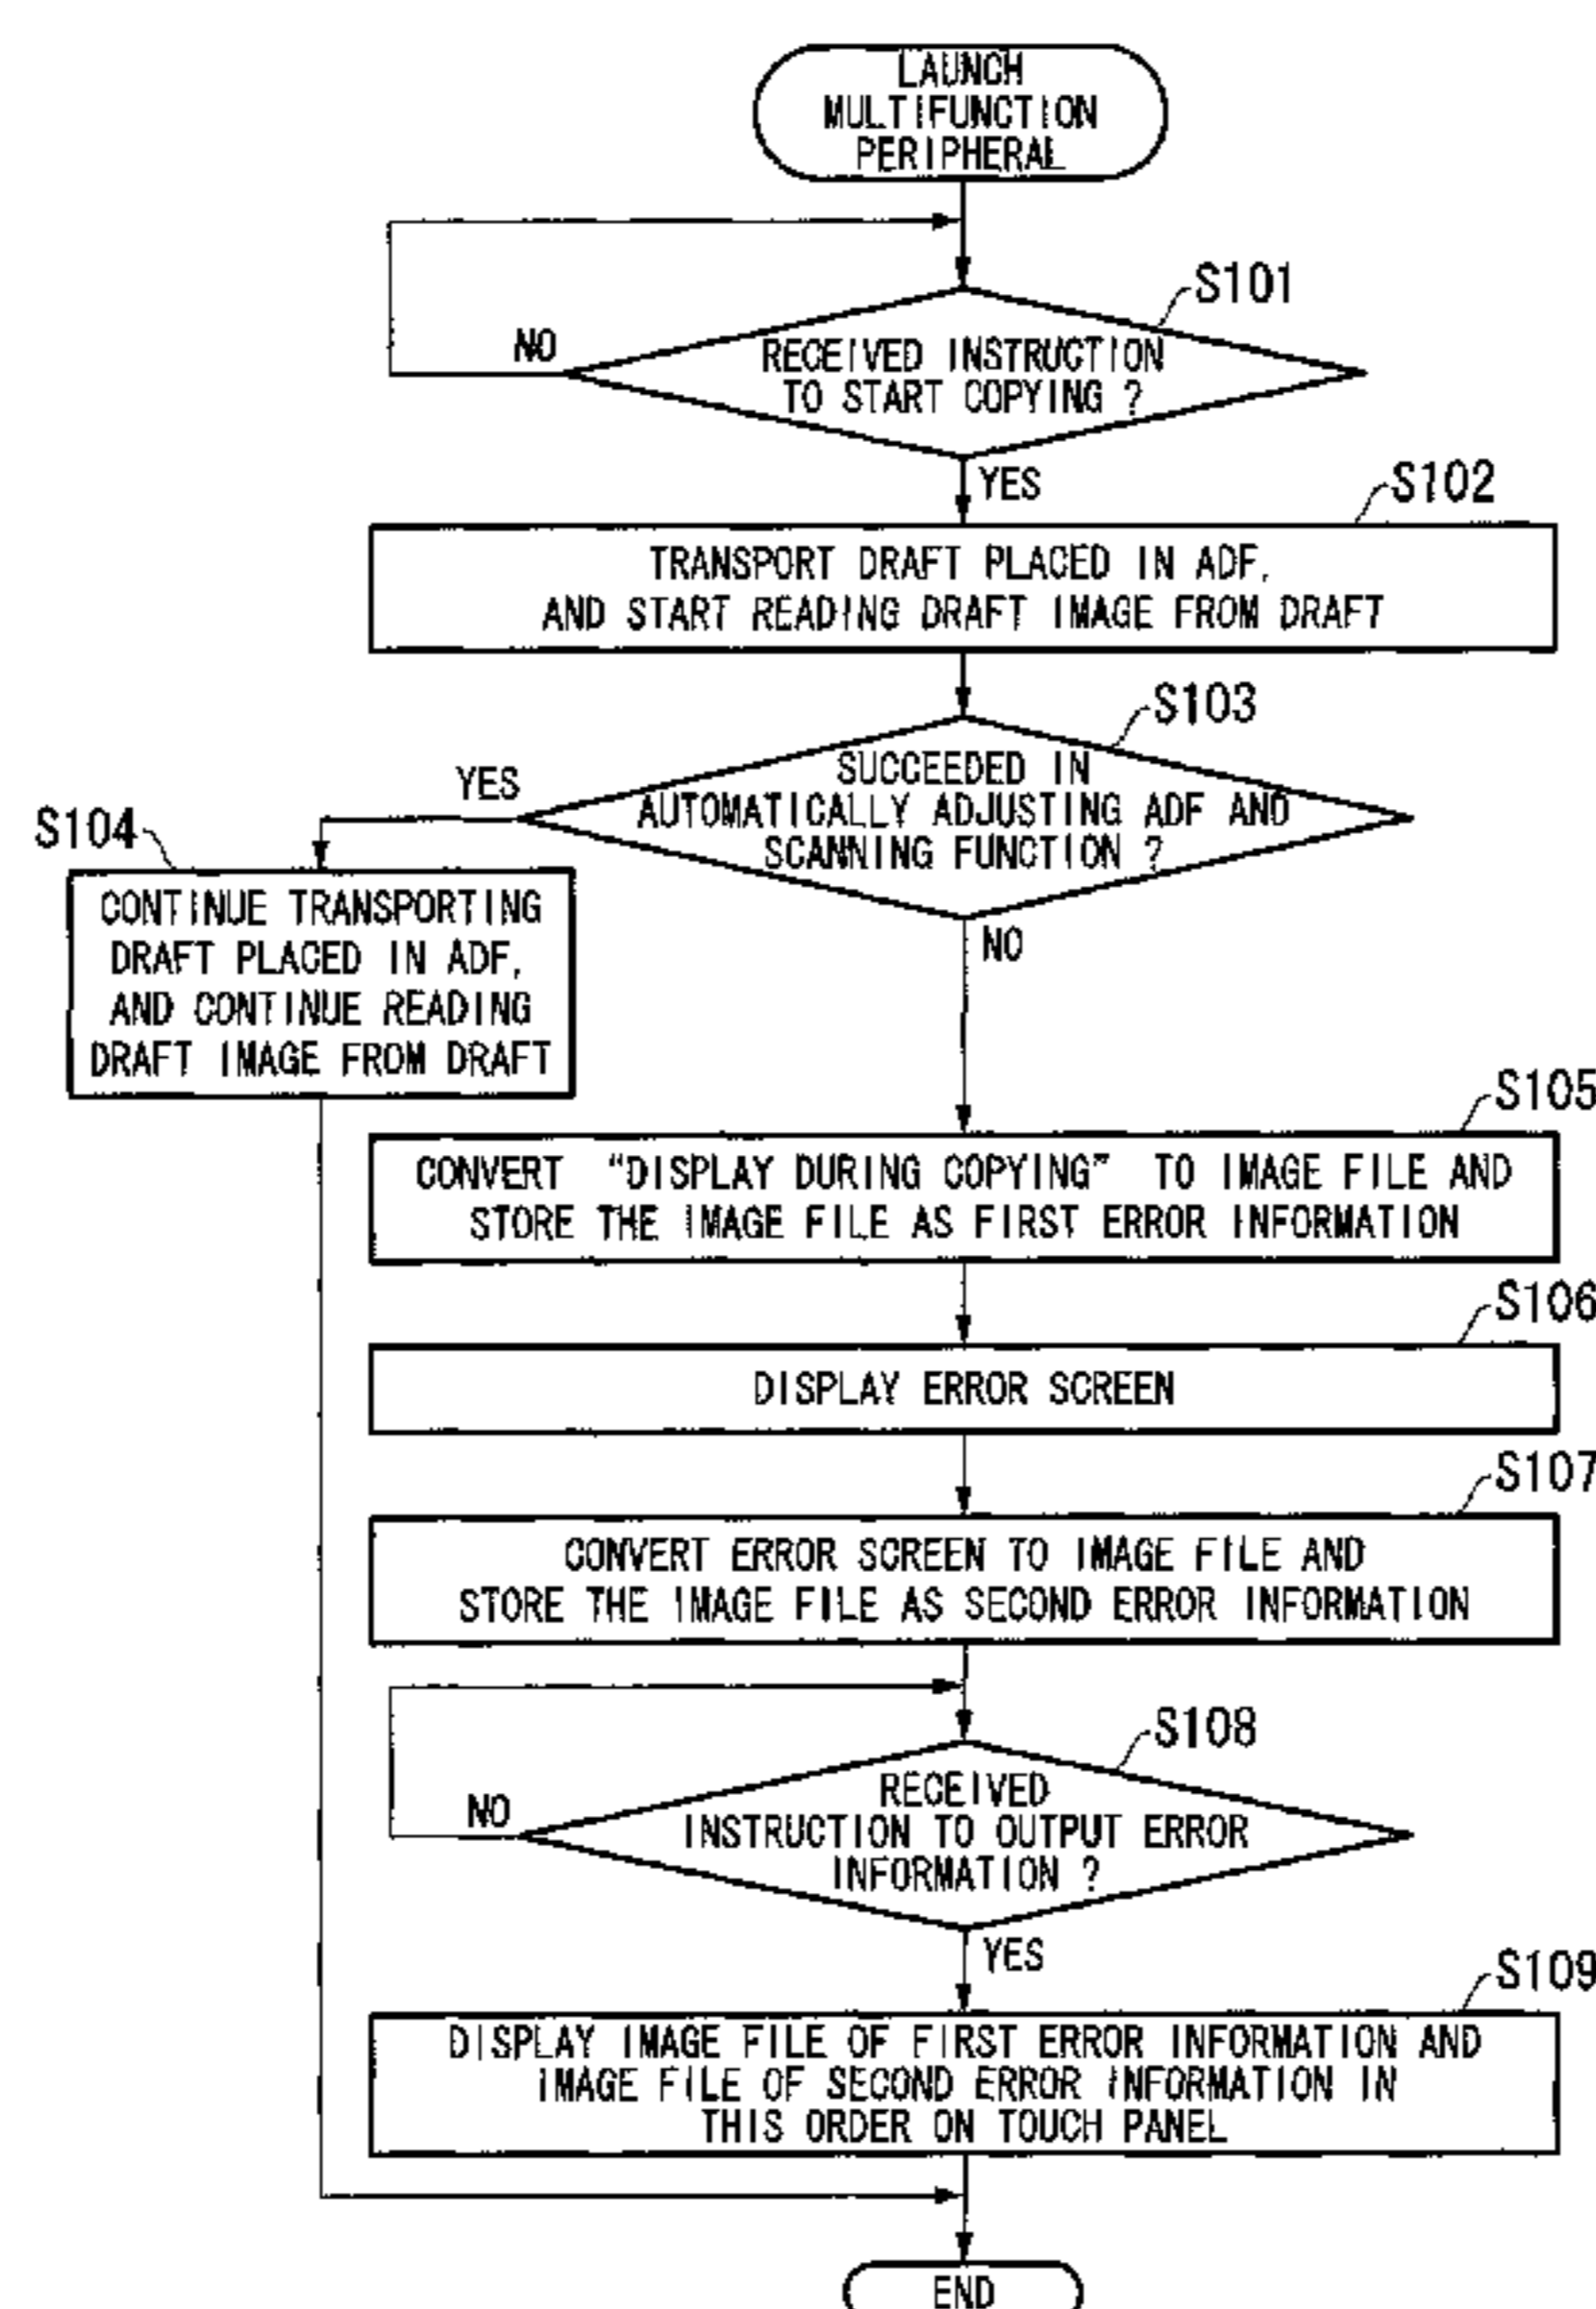 LAUNCH
MULTIFUNCTION
PERIPHERAL
S101
NO
RECEIVED INSTRUCTION
TO START COPYING ?
YES
S102
TRANSPORT DRAFT PLACED IN ADF,
AND START READING DRAFT IMAGE FROM DRAFT
S103
YES
SUCCEEDED IN
AUTOMATICALLY ADJUSTING ADF AND
SCANNING FUNCTION ?
S104
CONTINUE TRANSPORTING
DRAFT PLACED IN ADF,
AND CONTINUE READING
DRAFT IMAGE FROM DRAFT
NO
S105
CONVERT “DISPLAY DURING COPYING” TO IMAGE FILE AND
STORE THE IMAGE FILE AS FIRST ERROR INFORMATION
S106
DISPLAY ERROR SCREEN
S107
CONVERT ERROR SCREEN TO IMAGE FILE AND
STORE THE IMAGE FILE AS SECOND ERROR INFORMATION
S108
NO
RECEIVED
INSTRUCTION TO OUTPUT ERROR
INFORMATION ?
YES
S109
DISPLAY IMAGE FILE OF FIRST ERROR INFORMATION AND
IMAGE FILE OF SECOND ERROR INFORMATION IN
THIS ORDER ON TOUCH PANEL
END